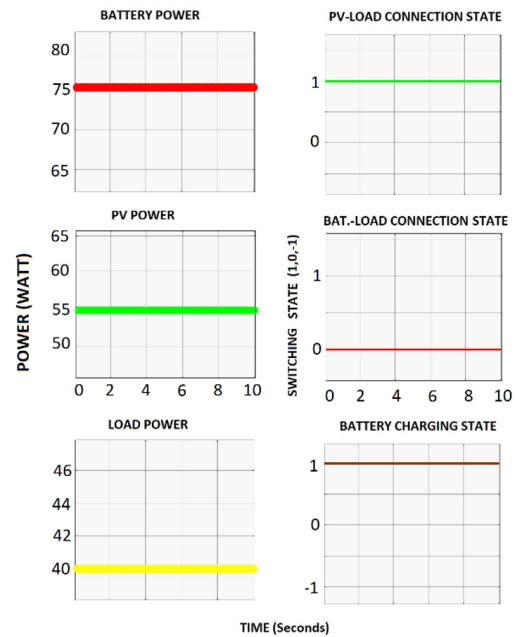 BATTERY POWER
80
75
70
65
PV POWER
65
60
55
50
0 2 4 6 8 10
LOAD POWER
46
44
42
40
POWER (WATT)
PV-LOAD CONNECTION STATE
1
0
BAT.-LOAD CONNECTION STATE
1
0
0 2 4 6 8 10
BATTERY CHARGING STATE
1
0
-1
SWITCHING STATE (1,0,-1)
TIME (Seconds)